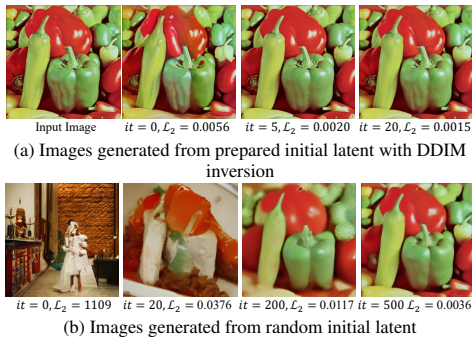 Input Image it = 0, 𝓛₂ = 0.0056 it = 5, 𝓛₂ = 0.0020 it = 20, 𝓛₂ = 0.0015
(a) Images generated from prepared initial latent with DDIM
inversion
it = 0, 𝓛₂ = 1109 it = 20, 𝓛₂ = 0.0376 it = 200, 𝓛₂ = 0.0117 it = 500 𝓛₂ = 0.0036
(b) Images generated from random initial latent